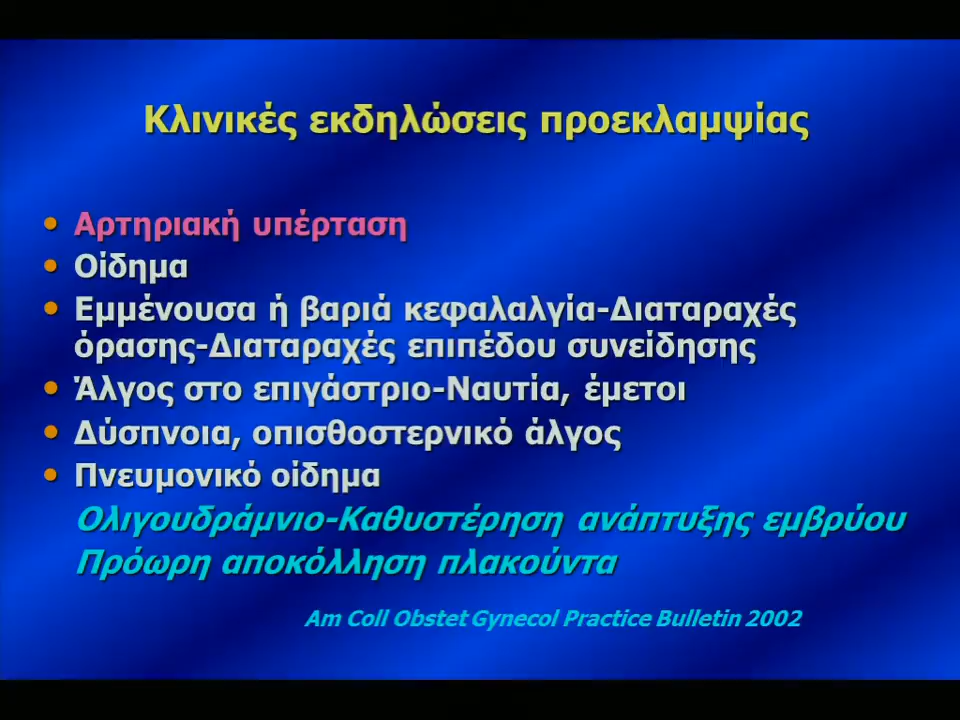 Κλινικές εκδηλώσεις προεκλαμψίας
• Αρτηριακή υπέρταση
• Οίδημα
• Εμμένουσα ή βαριά κεφαλαλγία-Διαταραχές
όρασης-Διαταραχές επιπέδου συνείδησης
• Άλγος στο επιγάστριο-Ναυτία, έμετοι
• Δύσπνοια, οπισθοστερνικό άλγος
• Πνευμονικό οίδημα
Ολιγουδράμνιο-Καθυστέρηση ανάπτυξης εμβρύου
Πρόωρη αποκόλληση πλακούντα
Am Coll Obstet Gynecol Practice Bulletin 2002